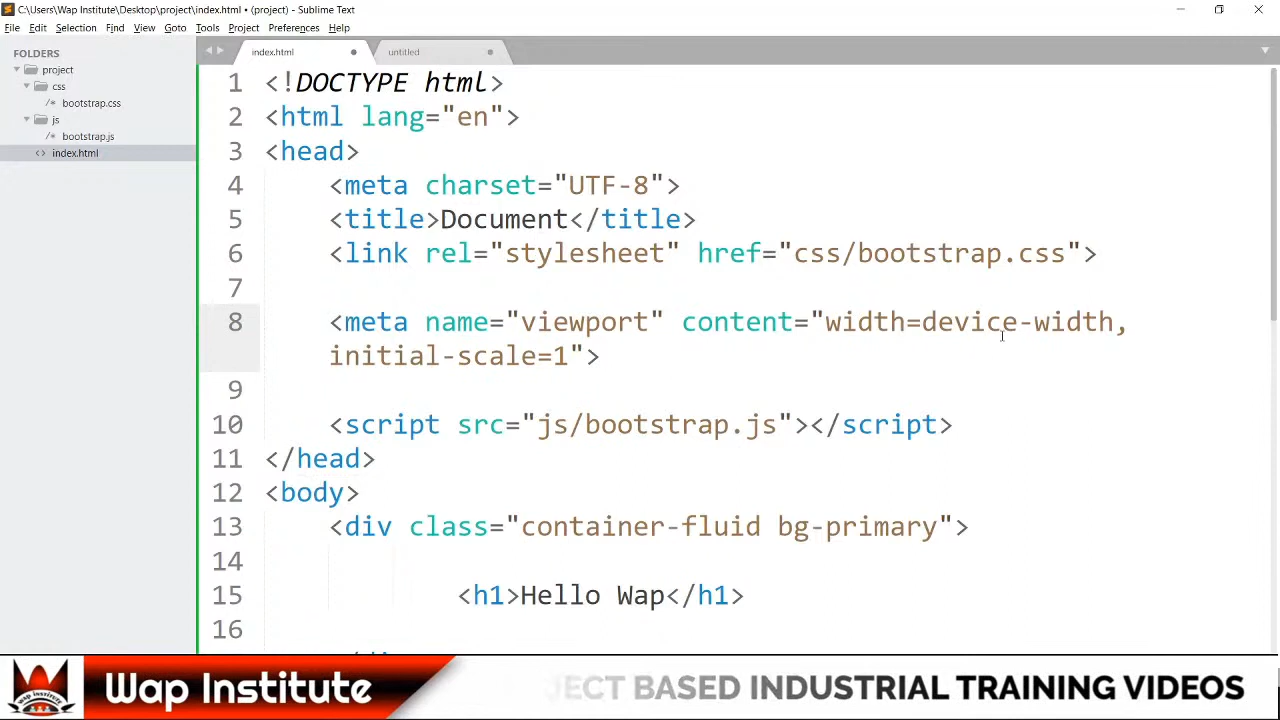 C:\Users\Wap Institute\Desktop\project\index.html • (project) - Sublime Text
File Edit Selection Find View Goto Tools Project Preferences Help
FOLDERS
project
css
/* bootstrap.css
js
/* bootstrap.js
<> index.html
index.html
untitled
1 <!DOCTYPE html>
2 <html lang="en">
3 <head>
4 <meta charset="UTF-8">
5 <title>Document</title>
6 <link rel="stylesheet" href="css/bootstrap.css">
7
8 <meta name="viewport" content="width=device-width,
initial-scale=1">
9
10 <script src="js/bootstrap.js"></script>
11 </head>
12 <body>
13 <div class="container-fluid bg-primary">
14
15 <h1>Hello Wap</h1>
16
Wap Institute
JECT BASED INDUSTRIAL TRAINING VIDEOS